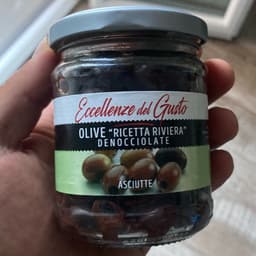 Eccellenze del Gusto
OLIVE "RICETTA RIVIERA"
DENOCCIOLATE
ASCIUTTE